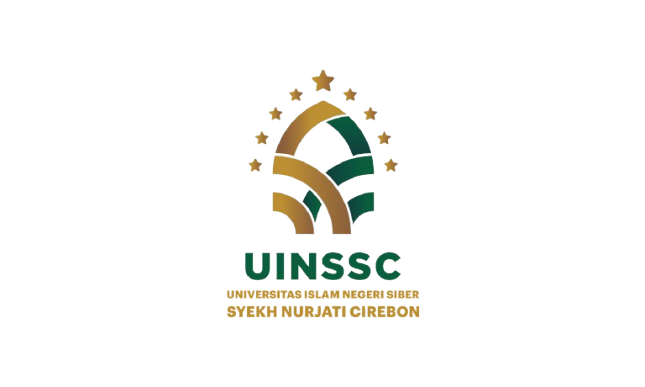 UINSSC
UNIVERSITAS ISLAM NEGERI SIBER
SYEKH NURJATI CIREBON